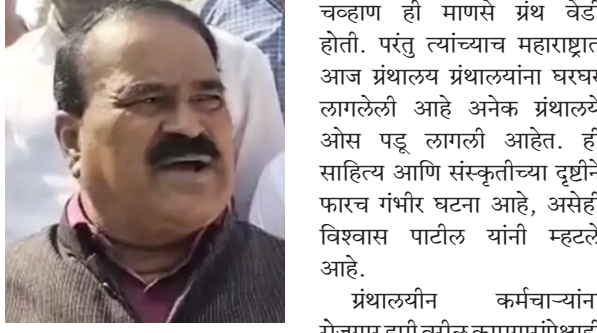 चव्हाण ही माणसे ग्रंथ वेडी
होती. परंतु त्यांच्याच महाराष्ट्रात
आज ग्रंथालय ग्रंथालयांना घरघर
लागलेली आहे अनेक ग्रंथालये
ओस पडू लागली आहेत. ही
साहित्य आणि संस्कृतीच्या दृष्टीने
फारच गंभीर घटना आहे, असेही
विश्वास पाटील यांनी म्हटले
आहे.
ग्रंथालयीन कर्मचाऱ्यांना